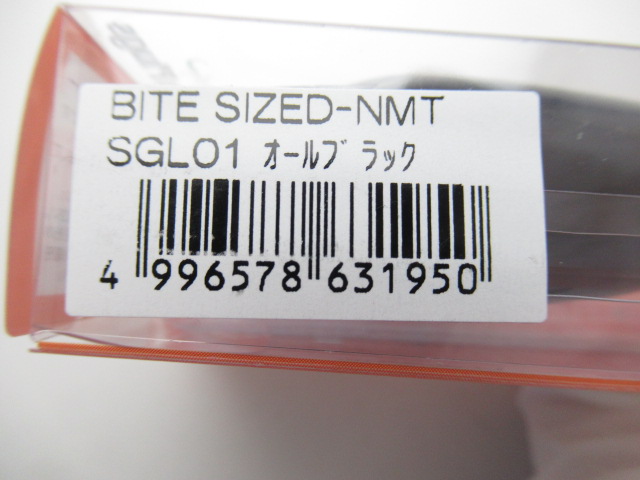 BITE SIZED-NMT
SGL01 ｵｰﾙﾌﾞﾗｯｸ
4 996578 631950